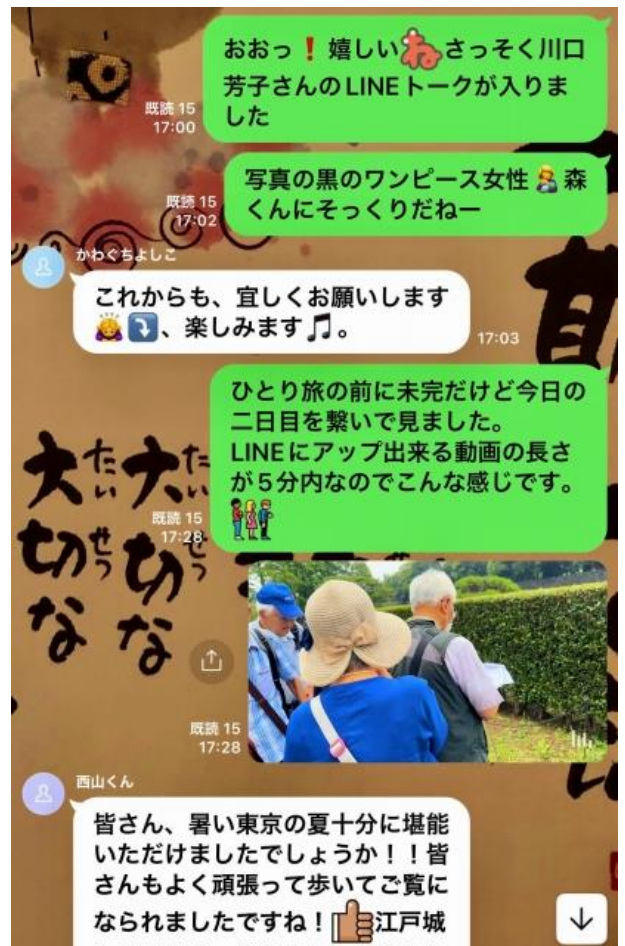 おおっ❗嬉しいねさっそく川口
芳子さんのLINEトークが入りま
した
既読 15
17:00
写真の黒のワンピース女性 森
くんにそっくりだねー
既読 15
17:02
かわぐちよしこ
これからも、宜しくお願いします
🙇⤵️、楽しみます🎵。
17:03
ひとり旅の前に未完だけど今日の
二日目を繋いで見ました。
LINEにアップ出来る動画の長さ
が5分内なのでこんな感じです。
既読 15
17:28
大切な
たいせつ
大切な
たいせつ
既読 15
17:28
西山くん
皆さん、暑い東京の夏十分に堪能
いただけましたでしょうか!!皆
さんもよく頑張って歩いてご覧に
なられましたですね!👍江戸城